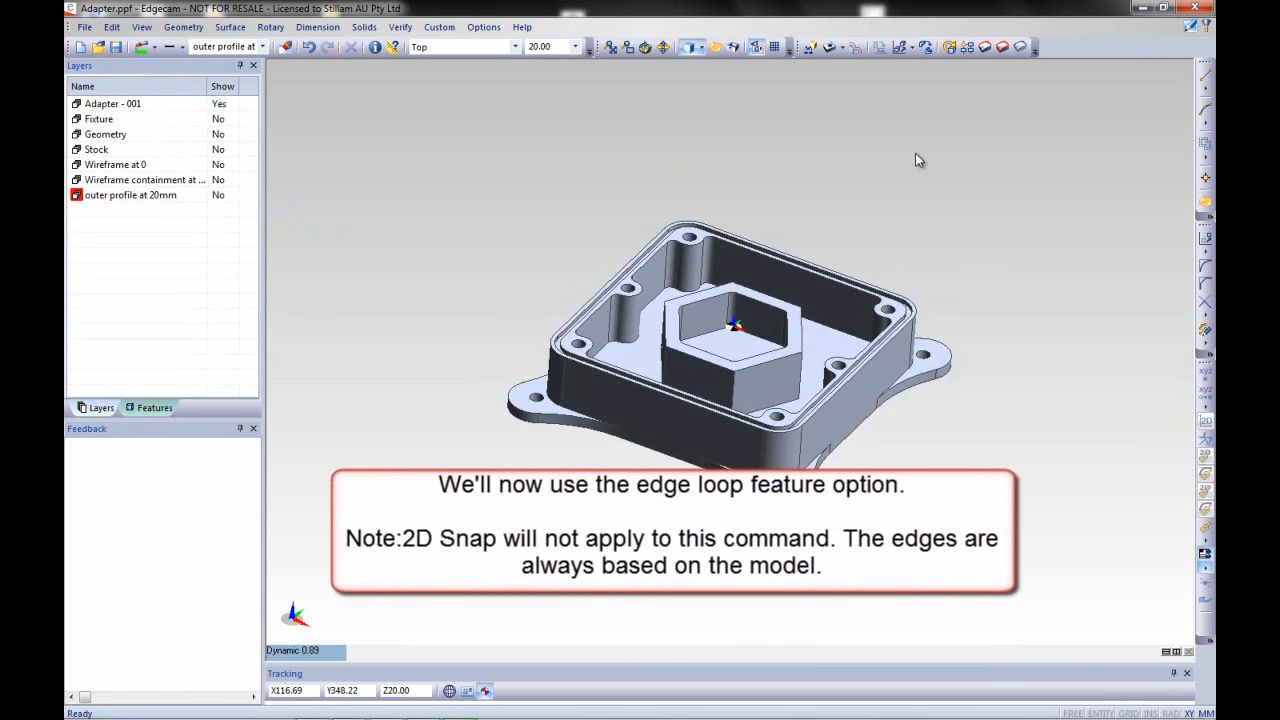 Adapter.ppf - Edgecam - NOT FOR RESALE - Licensed to Stillam AU Pty Ltd
File Edit View Geometry Surface Rotary Dimension Solids Verify Custom Options Help
outer profile at Top 20.00
Layers
Name Show
Adapter - 001 Yes
Fixture No
Geometry No
Stock No
Wireframe at 0 No
Wireframe containment at ... No
outer profile at 20mm No
Layers Features
Feedback
We'll now use the edge loop feature option.
Note:2D Snap will not apply to this command. The edges are
always based on the model.
Dynamic 0.89
Tracking
X116.69 Y348.22 Z20.00
Ready FREE ENTITY GRID INS RAD XY MM
xyz
xyz
2D
2D
2D